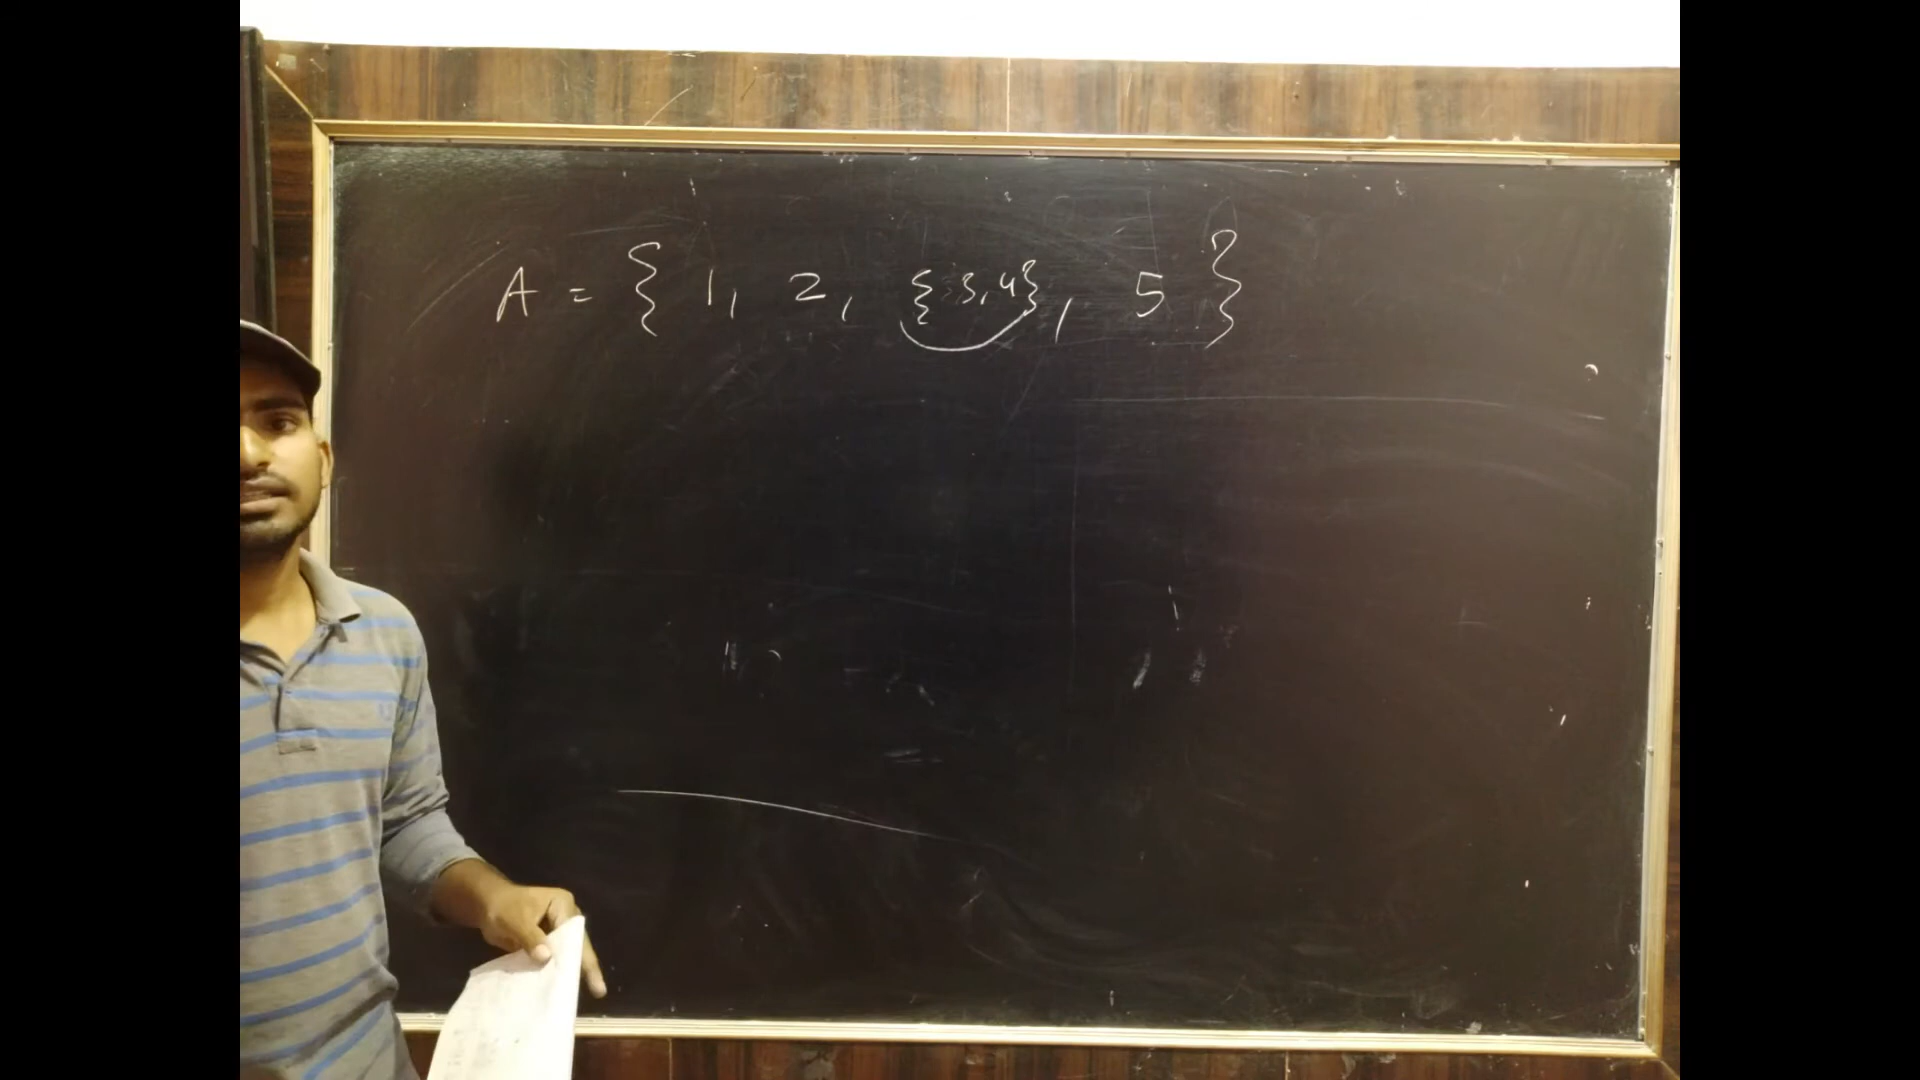 A = { 1, 2, {3,4}, 5 }